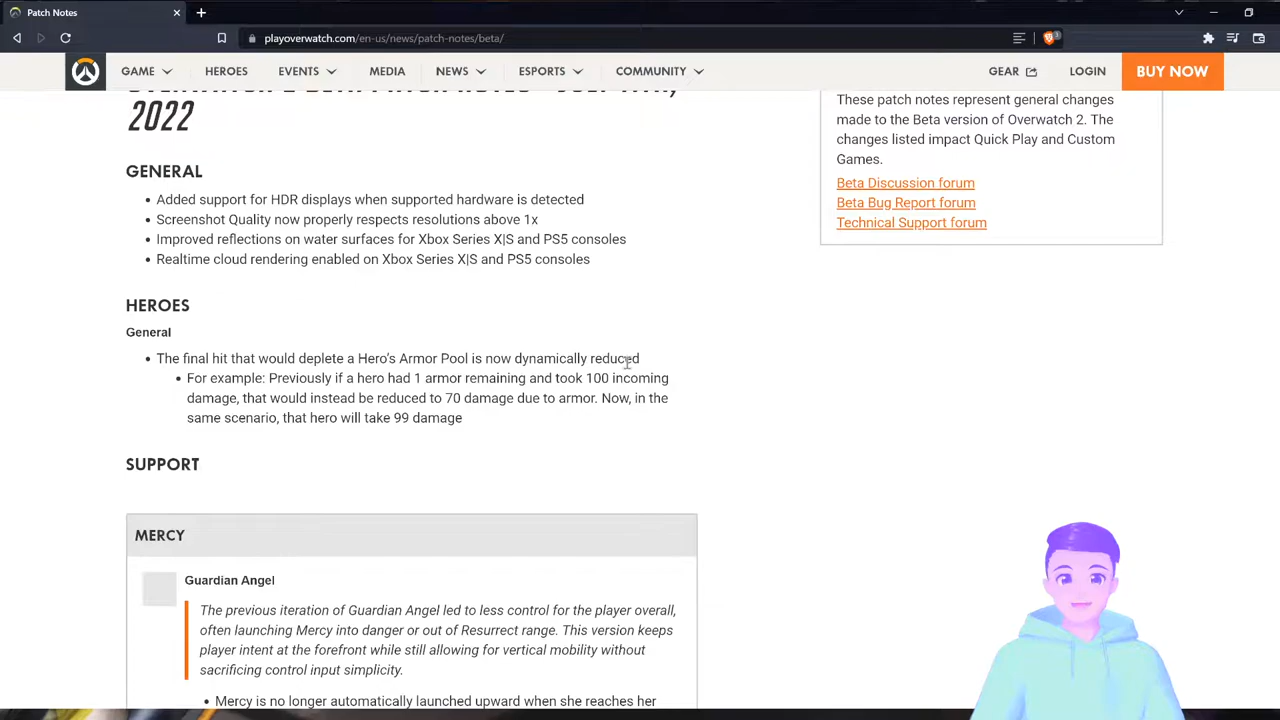 Patch Notes
playoverwatch.com/en-us/news/patch-notes/beta/
3
GAME HEROES EVENTS MEDIA NEWS ESPORTS COMMUNITY GEAR LOGIN BUY NOW
OVERWATCH 2 BETA PATCH NOTES
2022
GENERAL
• Added support for HDR displays when supported hardware is detected
• Screenshot Quality now properly respects resolutions above 1x
• Improved reflections on water surfaces for Xbox Series X|S and PS5 consoles
• Realtime cloud rendering enabled on Xbox Series X|S and PS5 consoles
HEROES
General
• The final hit that would deplete a Hero's Armor Pool is now dynamically reduced
• For example: Previously if a hero had 1 armor remaining and took 100 incoming
damage, that would instead be reduced to 70 damage due to armor. Now, in the
same scenario, that hero will take 99 damage
SUPPORT
MERCY
Guardian Angel
The previous iteration of Guardian Angel led to less control for the player overall,
often launching Mercy into danger or out of Resurrect range. This version keeps
player intent at the forefront while still allowing for vertical mobility without
sacrificing control input simplicity.
• Mercy is no longer automatically launched upward when she reaches her
These patch notes represent general changes
made to the Beta version of Overwatch 2. The
changes listed impact Quick Play and Custom
Games.
Beta Discussion forum
Beta Bug Report forum
Technical Support forum